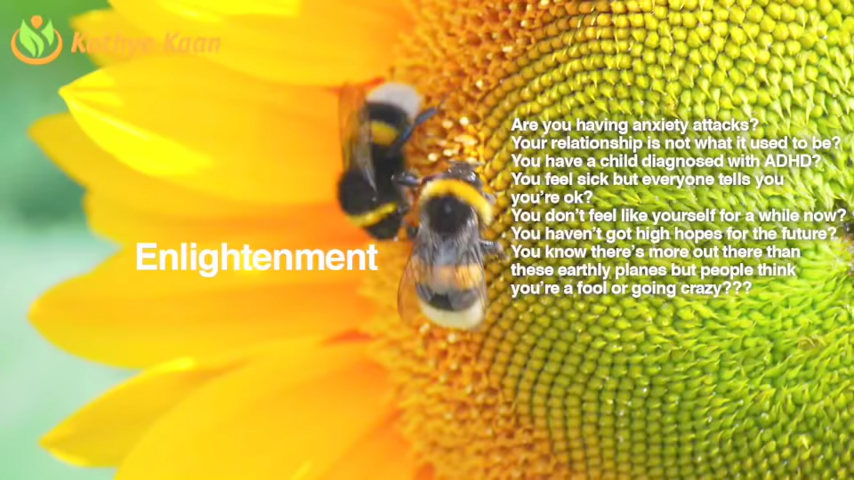 Kathye Kaan
Are you having anxiety attacks?
Your relationship is not what it used to be?
You have a child diagnosed with ADHD?
You feel sick but everyone tells you
you're ok?
You don't feel like yourself for a while now?
You haven't got high hopes for the future?
You know there's more out there than
these earthly planes but people think
you're a fool or going crazy???
Enlightenment